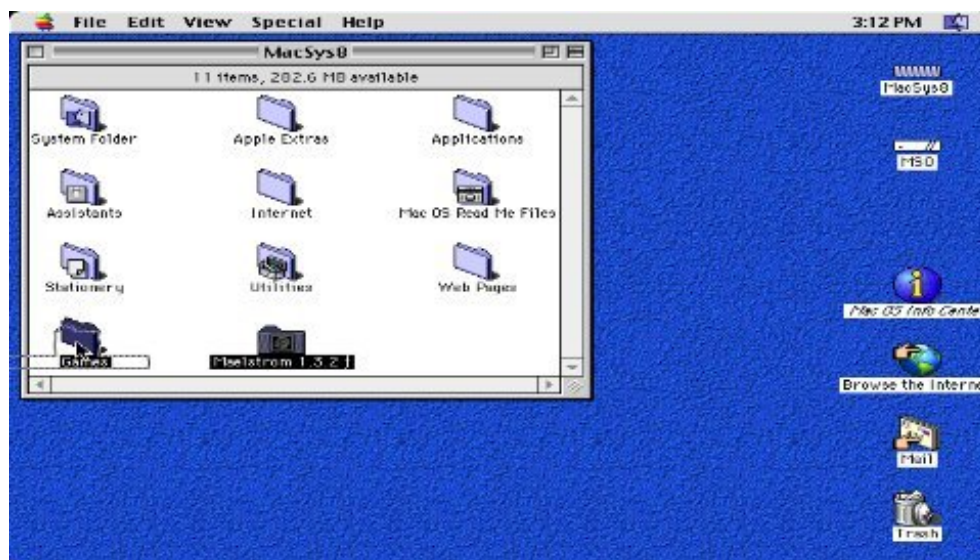 File Edit View Special Help 3:12 PM
MacSys8
11 items, 282.6 MB available
System Folder Apple Extras Applications
Assistants Internet Mac OS Read Me Files
Stationery Utilities Web Pages
Games Maelstrom 1.3.2 ƒ
MacSys8
MSD
Mac OS Info Cente
Browse the Interne
Mail
Trash